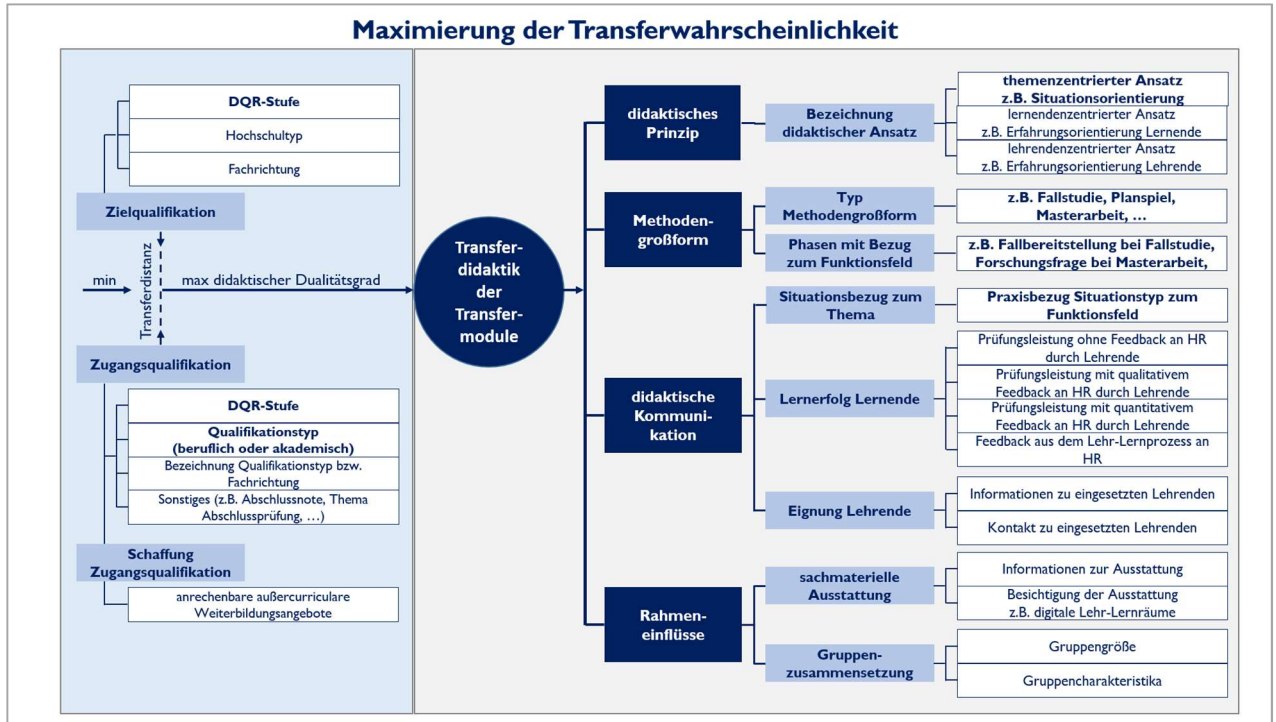 Maximierung der Transferwahrscheinlichkeit
DQR-Stufe
Hochschultyp
Fachrichtung
Zielqualifikation
min
Transferdistanz
max didaktischer Dualitätsgrad
Zugangsqualifikation
DQR-Stufe
Qualifikationstyp
(beruflich oder akademisch)
Bezeichnung Qualifikationstyp bzw.
Fachrichtung
Sonstiges (z.B. Abschlussnote, Thema
Abschlussprüfung, …)
Schaffung
Zugangsqualifikation
anrechenbare außercurriculare
Weiterbildungsangebote
Transfer-
didaktik
der
Transfer-
module
didaktisches
Prinzip
Bezeichnung
didaktischer Ansatz
themenzentrierter Ansatz
z.B. Situationsorientierung
lernendenzentrierter Ansatz
z.B. Erfahrungsorientierung Lernende
lehrendenzentrierter Ansatz
z.B. Erfahrungsorientierung Lehrende
Methoden-
großform
Typ
Methodengroßform
z.B. Fallstudie, Planspiel,
Masterarbeit, …
Phasen mit Bezug
zum Funktionsfeld
z.B. Fallbereitstellung bei Fallstudie,
Forschungsfrage bei Masterarbeit,
didaktische
Kommuni-
kation
Situationsbezug zum
Thema
Praxisbezug Situationstyp zum
Funktionsfeld
Lernerfolg Lernende
Prüfungsleistung ohne Feedback an HR
durch Lehrende
Prüfungsleistung mit qualitativem
Feedback an HR durch Lehrende
Prüfungsleistung mit quantitativem
Feedback an HR durch Lehrende
Feedback aus dem Lehr-Lernprozess an
HR
Eignung Lehrende
Informationen zu eingesetzten Lehrenden
Kontakt zu eingesetzten Lehrenden
Rahmen-
einflüsse
sachmaterielle
Ausstattung
Informationen zur Ausstattung
Besichtigung der Ausstattung
z.B. digitale Lehr-Lernräume
Gruppen-
zusammensetzung
Gruppengröße
Gruppencharakteristika